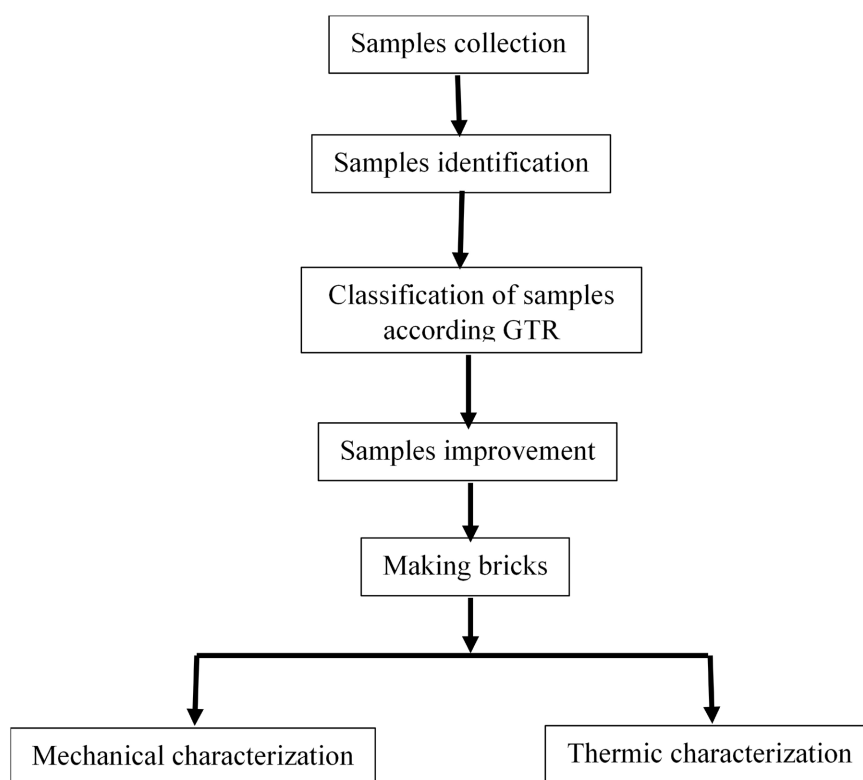 Samples collection
Samples identification
Classification of samples
according GTR
Samples improvement
Making bricks
Mechanical characterization
Thermic characterization